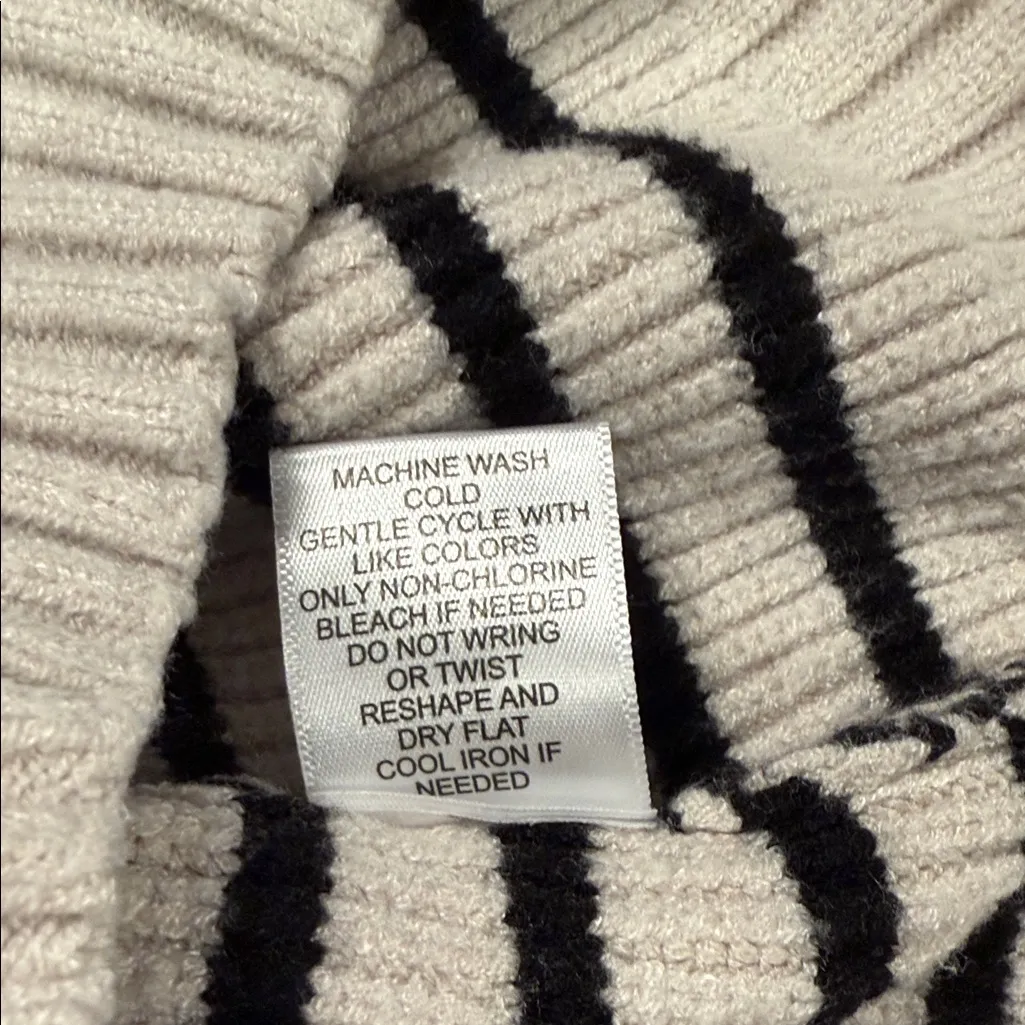 MACHINE WASH
COLD
GENTLE CYCLE WITH
LIKE COLORS
ONLY NON-CHLORINE
BLEACH IF NEEDED
DO NOT WRING
OR TWIST
RESHAPE AND
DRY FLAT
COOL IRON IF
NEEDED